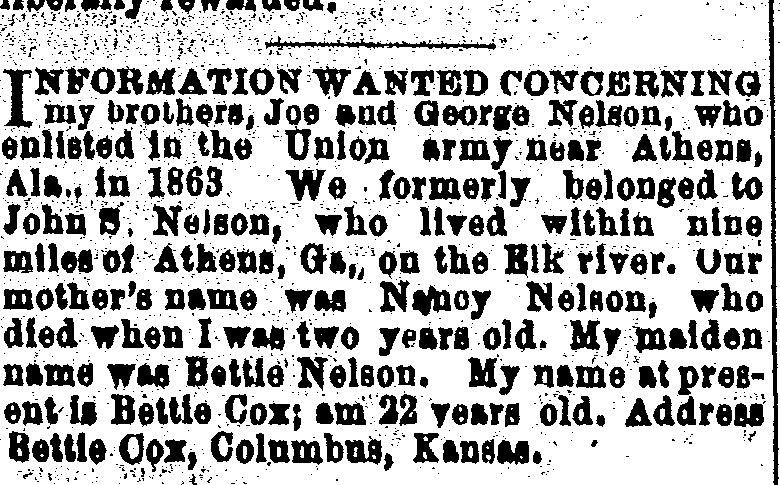 liberally rewarded.
INFORMATION WANTED CONCERNING
my brothers, Joe and George Nelson, who
enlisted in the Union army near Athens,
Ala., in 1863 We formerly belonged to
John S. Nelson, who lived within nine
miles of Athens, Ga., on the Elk river. Our
mother's name was Nancy Nelson, who
died when I was two years old. My maiden
name was Bettie Nelson. My name at pres-
ent is Bettie Cox; am 22 years old. Address
Bettie Cox, Columbus, Kansas.